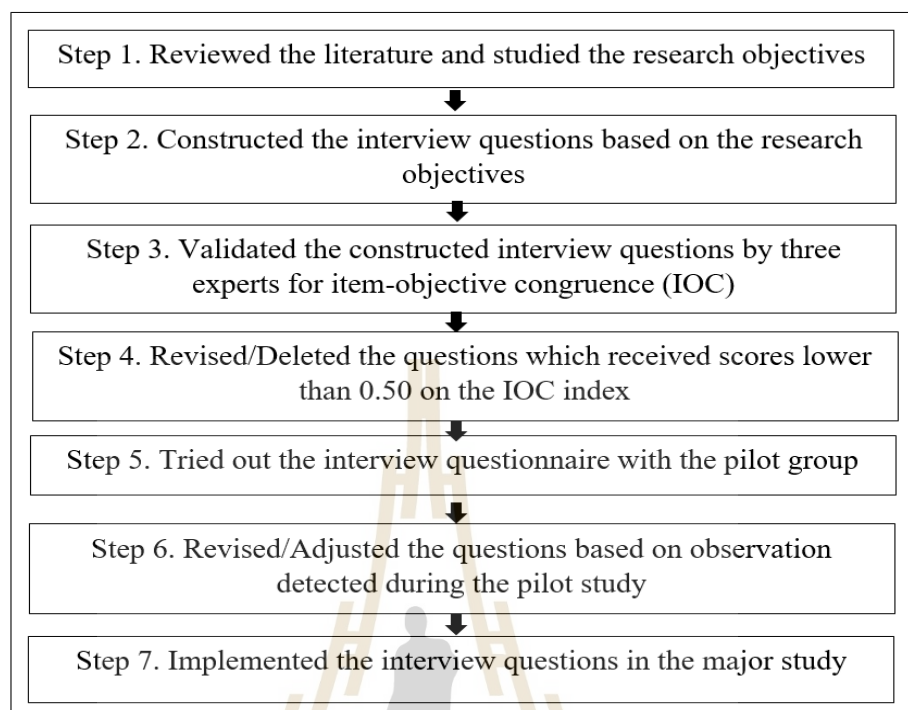 Step 1. Reviewed the literature and studied the research objectives
Step 2. Constructed the interview questions based on the research
objectives
Step 3. Validated the constructed interview questions by three
experts for item-objective congruence (IOC)
Step 4. Revised/Deleted the questions which received scores lower
than 0.50 on the IOC index
Step 5. Tried out the interview questionnaire with the pilot group
Step 6. Revised/Adjusted the questions based on observation
detected during the pilot study
Step 7. Implemented the interview questions in the major study